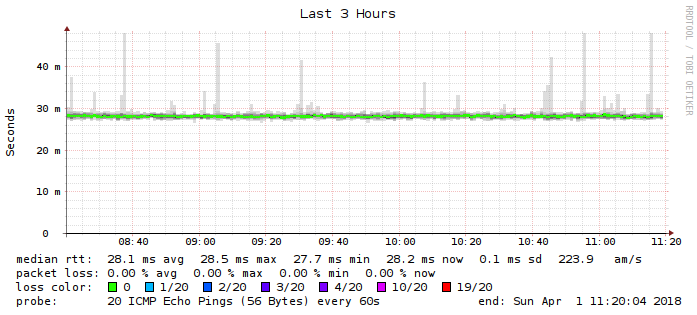 Last 3 Hours
RRDTOOL / TOBI OETIKER
Seconds
40 m
30 m
20 m
10 m
0
08:40 09:00 09:20 09:40 10:00 10:20 10:40 11:00 11:20
median rtt: 28.1 ms avg 28.5 ms max 27.7 ms min 28.2 ms now 0.1 ms sd 223.9 am/s
packet loss: 0.00 % avg 0.00 % max 0.00 % min 0.00 % now
loss color: 0 1/20 2/20 3/20 4/20 10/20 19/20
probe: 20 ICMP Echo Pings (56 Bytes) every 60s end: Sun Apr 1 11:20:04 2018